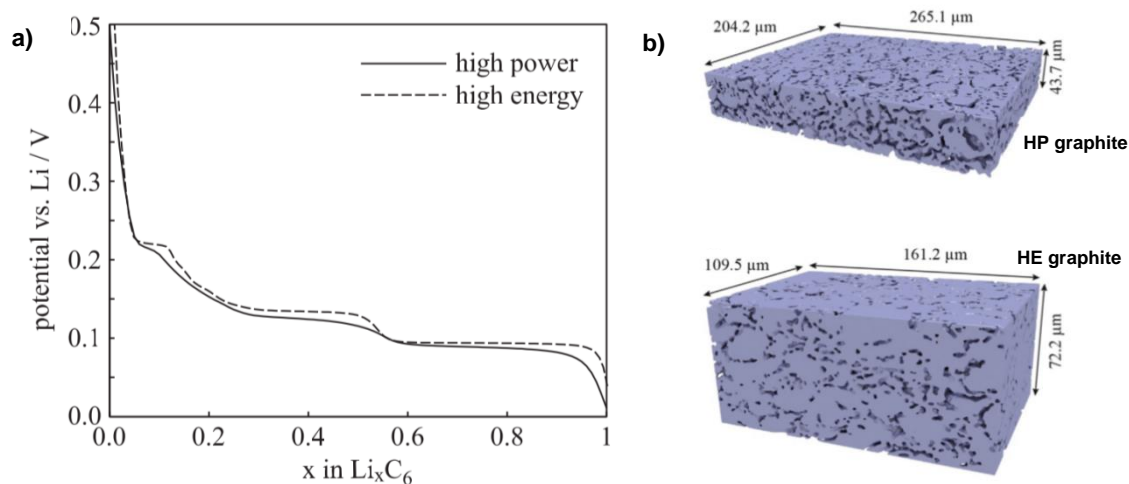 a)
0.5
0.4
0.3
0.2
0.1
0.0
potential vs. Li / V
high power
high energy
0.0
0.2
0.4
0.6
0.8
1
x in LiₓC₆
b)
204.2 µm
265.1 µm
43.7 µm
HP graphite
109.5 µm
161.2 µm
HE graphite
72.2 µm